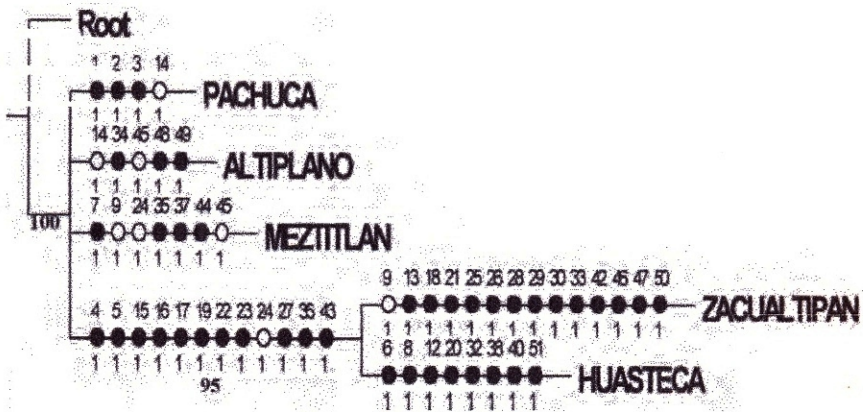 Root
1 2 3 14
PACHUCA
1 1 1 1
14 34 45 48 49
ALTIPLANO
1 1 1 1 1
7 9 24 35 37 44 45
MEZTITLAN
1 1 1 1 1 1 1
100
9 13 18 21 25 26 28 29 30 33 42 46 47 50
ZACUALTIPAN
1 1 1 1 1 1 1 1 1 1 1 1 1 1
4 5 15 16 17 19 22 23 24 27 36 43
1 1 1 1 1 1 1 1 1 1 1 1
95
6 8 12 20 32 38 40 51
HUASTECA
1 1 1 1 1 1 1 1